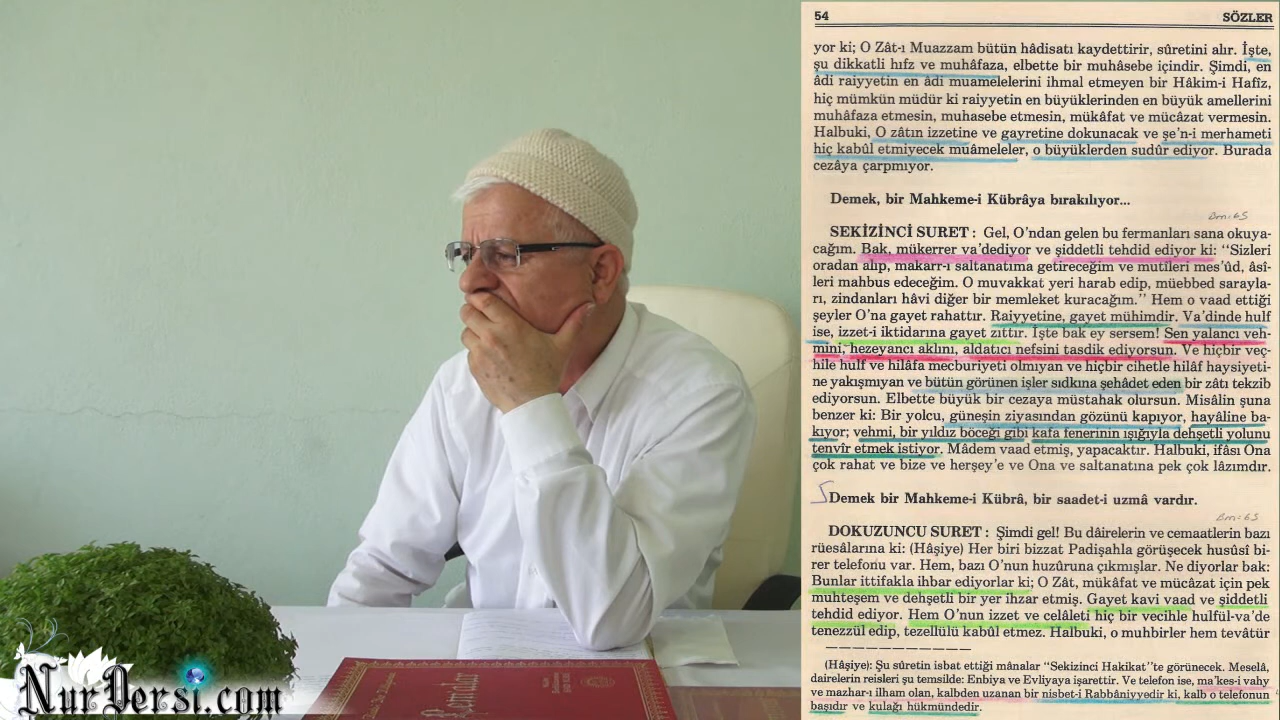 54 SÖZLER
yor ki; O Zât-ı Muazzam bütün hâdisatı kaydettirir, sûretini alır. İşte,
şu dikkatli hıfz ve muhâfaza, elbette bir muhâsebe içindir. Şimdi, en
âdi raiyyetin en âdi muamelelerini ihmal etmeyen bir Hâkim-i Hafîz,
hiç mümkün müdür ki raiyyetin en büyüklerinden en büyük amellerini
muhâfaza etmesin, muhasebe etmesin, mükâfat ve mücâzat vermesin.
Halbuki, O zâtın izzetine ve gayretine dokunacak ve şe'n-i merhameti
hiç kabûl etmiyecek muâmeleler, o büyüklerden sudûr ediyor. Burada
cezâya çarpmıyor.
Demek, bir Mahkeme-i Kübrâya bırakılıyor...
Bm=65
SEKİZİNCİ SURET : Gel, O'ndan gelen bu fermanları sana okuya-
cağım. Bak, mükerrer va'dediyor ve şiddetli tehdid ediyor ki: "Sizleri
oradan alıp, makarr-ı saltanatıma getireceğim ve mutîleri mes'ûd, âsî-
leri mahbus edeceğim. O muvakkat yeri harab edip, müebbed sarayla-
rı, zindanları hâvi diğer bir memleket kuracağım." Hem o vaad ettiği
şeyler O'na gayet rahattır. Raiyyetine, gayet mühimdir. Va'dinde hulf
ise, izzet-i iktidarına gayet zıttır. İşte bak ey sersem! Sen yalancı veh-
mini, hezeyancı aklını, aldatıcı nefsini tasdik ediyorsun. Ve hiçbir veç-
hile hulf ve hilâfa mecburiyeti olmıyan ve hiçbir cihetle hilâf haysiyeti-
ne yakışmıyan ve bütün görünen işler sıdkına şehâdet eden bir zâtı tekzib
ediyorsun. Elbette büyük bir cezaya müstahak olursun. Misâlin şuna
benzer ki: Bir yolcu, güneşin ziyasından gözünü kapıyor, hayâline ba-
kıyor; vehmi, bir yıldız böceği gibi kafa fenerinin ışığıyla dehşetli yolunu
tenvîr etmek istiyor. Mâdem vaad etmiş, yapacaktır. Halbuki, ifâsı Ona
çok rahat ve bize ve herşey'e ve Ona ve saltanatına pek çok lâzımdır.
Demek bir Mahkeme-i Kübrâ, bir saadet-i uzmâ vardır.
Bm=65
DOKUZUNCU SURET : Şimdi gel! Bu dâirelerin ve cemaatlerin bazı
rüesâlarına ki: (Hâşiye) Her biri bizzat Padişahla görüşecek husûsî bi-
rer telefonu var. Hem, bazı O'nun huzûruna çıkmışlar. Ne diyorlar bak:
Bunlar ittifakla ihbar ediyorlar ki; O Zât, mükâfat ve mücâzat için pek
muhteşem ve dehşetli bir yer ihzar etmiş. Gayet kavi vaad ve şiddetli
tehdid ediyor. Hem O'nun izzet ve celâleti hiç bir vecihle hulfül-va'de
tenezzül edip, tezellülü kabûl etmez. Halbuki, o muhbirler hem tevâtür
(Hâşiye): Şu sûretin isbat ettiği mânalar "Sekizinci Hakikat"te görünecek. Meselâ,
dairelerin reisleri şu temsilde: Enbiya ve Evliyaya işarettir. Ve telefon ise, ma'kes-i vahy
ve mazhar-ı ilham olan, kalbden uzanan bir nisbet-i Rabbâniyyedir ki, kalb o telefonun
başıdır ve kulağı hükmündedir.
NurDers.com